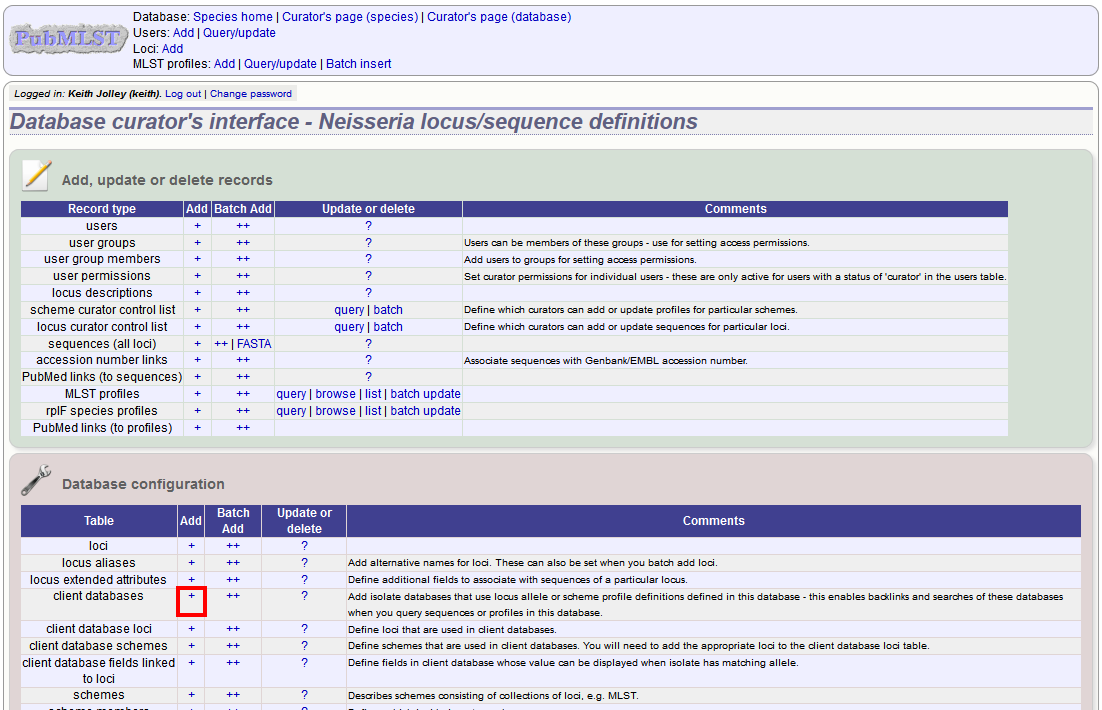 PubMLST
Database: Species home | Curator's page (species) | Curator's page (database)
Users: Add | Query/update
Loci: Add
MLST profiles: Add | Query/update | Batch insert
Logged in: Keith Jolley (keith). Log out | Change password
Database curator's interface - Neisseria locus/sequence definitions
Add, update or delete records
Record type Add Batch Add Update or delete Comments
users + ++ ?
user groups + ++ ? Users can be members of these groups - use for setting access permissions.
user group members + ++ ? Add users to groups for setting access permissions.
user permissions + ++ ? Set curator permissions for individual users - these are only active for users with a status of 'curator' in the users table.
locus descriptions + ++ ?
scheme curator control list + ++ query | batch Define which curators can add or update profiles for particular schemes.
locus curator control list + ++ query | batch Define which curators can add or update sequences for particular loci.
sequences (all loci) + ++ | FASTA ?
accession number links + ++ ? Associate sequences with Genbank/EMBL accession number.
PubMed links (to sequences) + ++ ?
MLST profiles + ++ query | browse | list | batch update
rplF species profiles + ++ query | browse | list | batch update
PubMed links (to profiles) + ++
Database configuration
Table Add Batch Add Update or delete Comments
loci + ++ ?
locus aliases + ++ ? Add alternative names for loci. These can also be set when you batch add loci.
locus extended attributes + ++ ? Define additional fields to associate with sequences of a particular locus.
client databases + ++ ? Add isolate databases that use locus allele or scheme profile definitions defined in this database - this enables backlinks and searches of these databases
when you query sequences or profiles in this database.
client database loci + ++ ? Define loci that are used in client databases.
client database schemes + ++ ? Define schemes that are used in client databases. You will need to add the appropriate loci to the client database loci table.
client database fields linked + ++ ? Define fields in client database whose value can be displayed when isolate has matching allele.
to loci
schemes + ++ ? Describes schemes consisting of collections of loci, e.g. MLST.